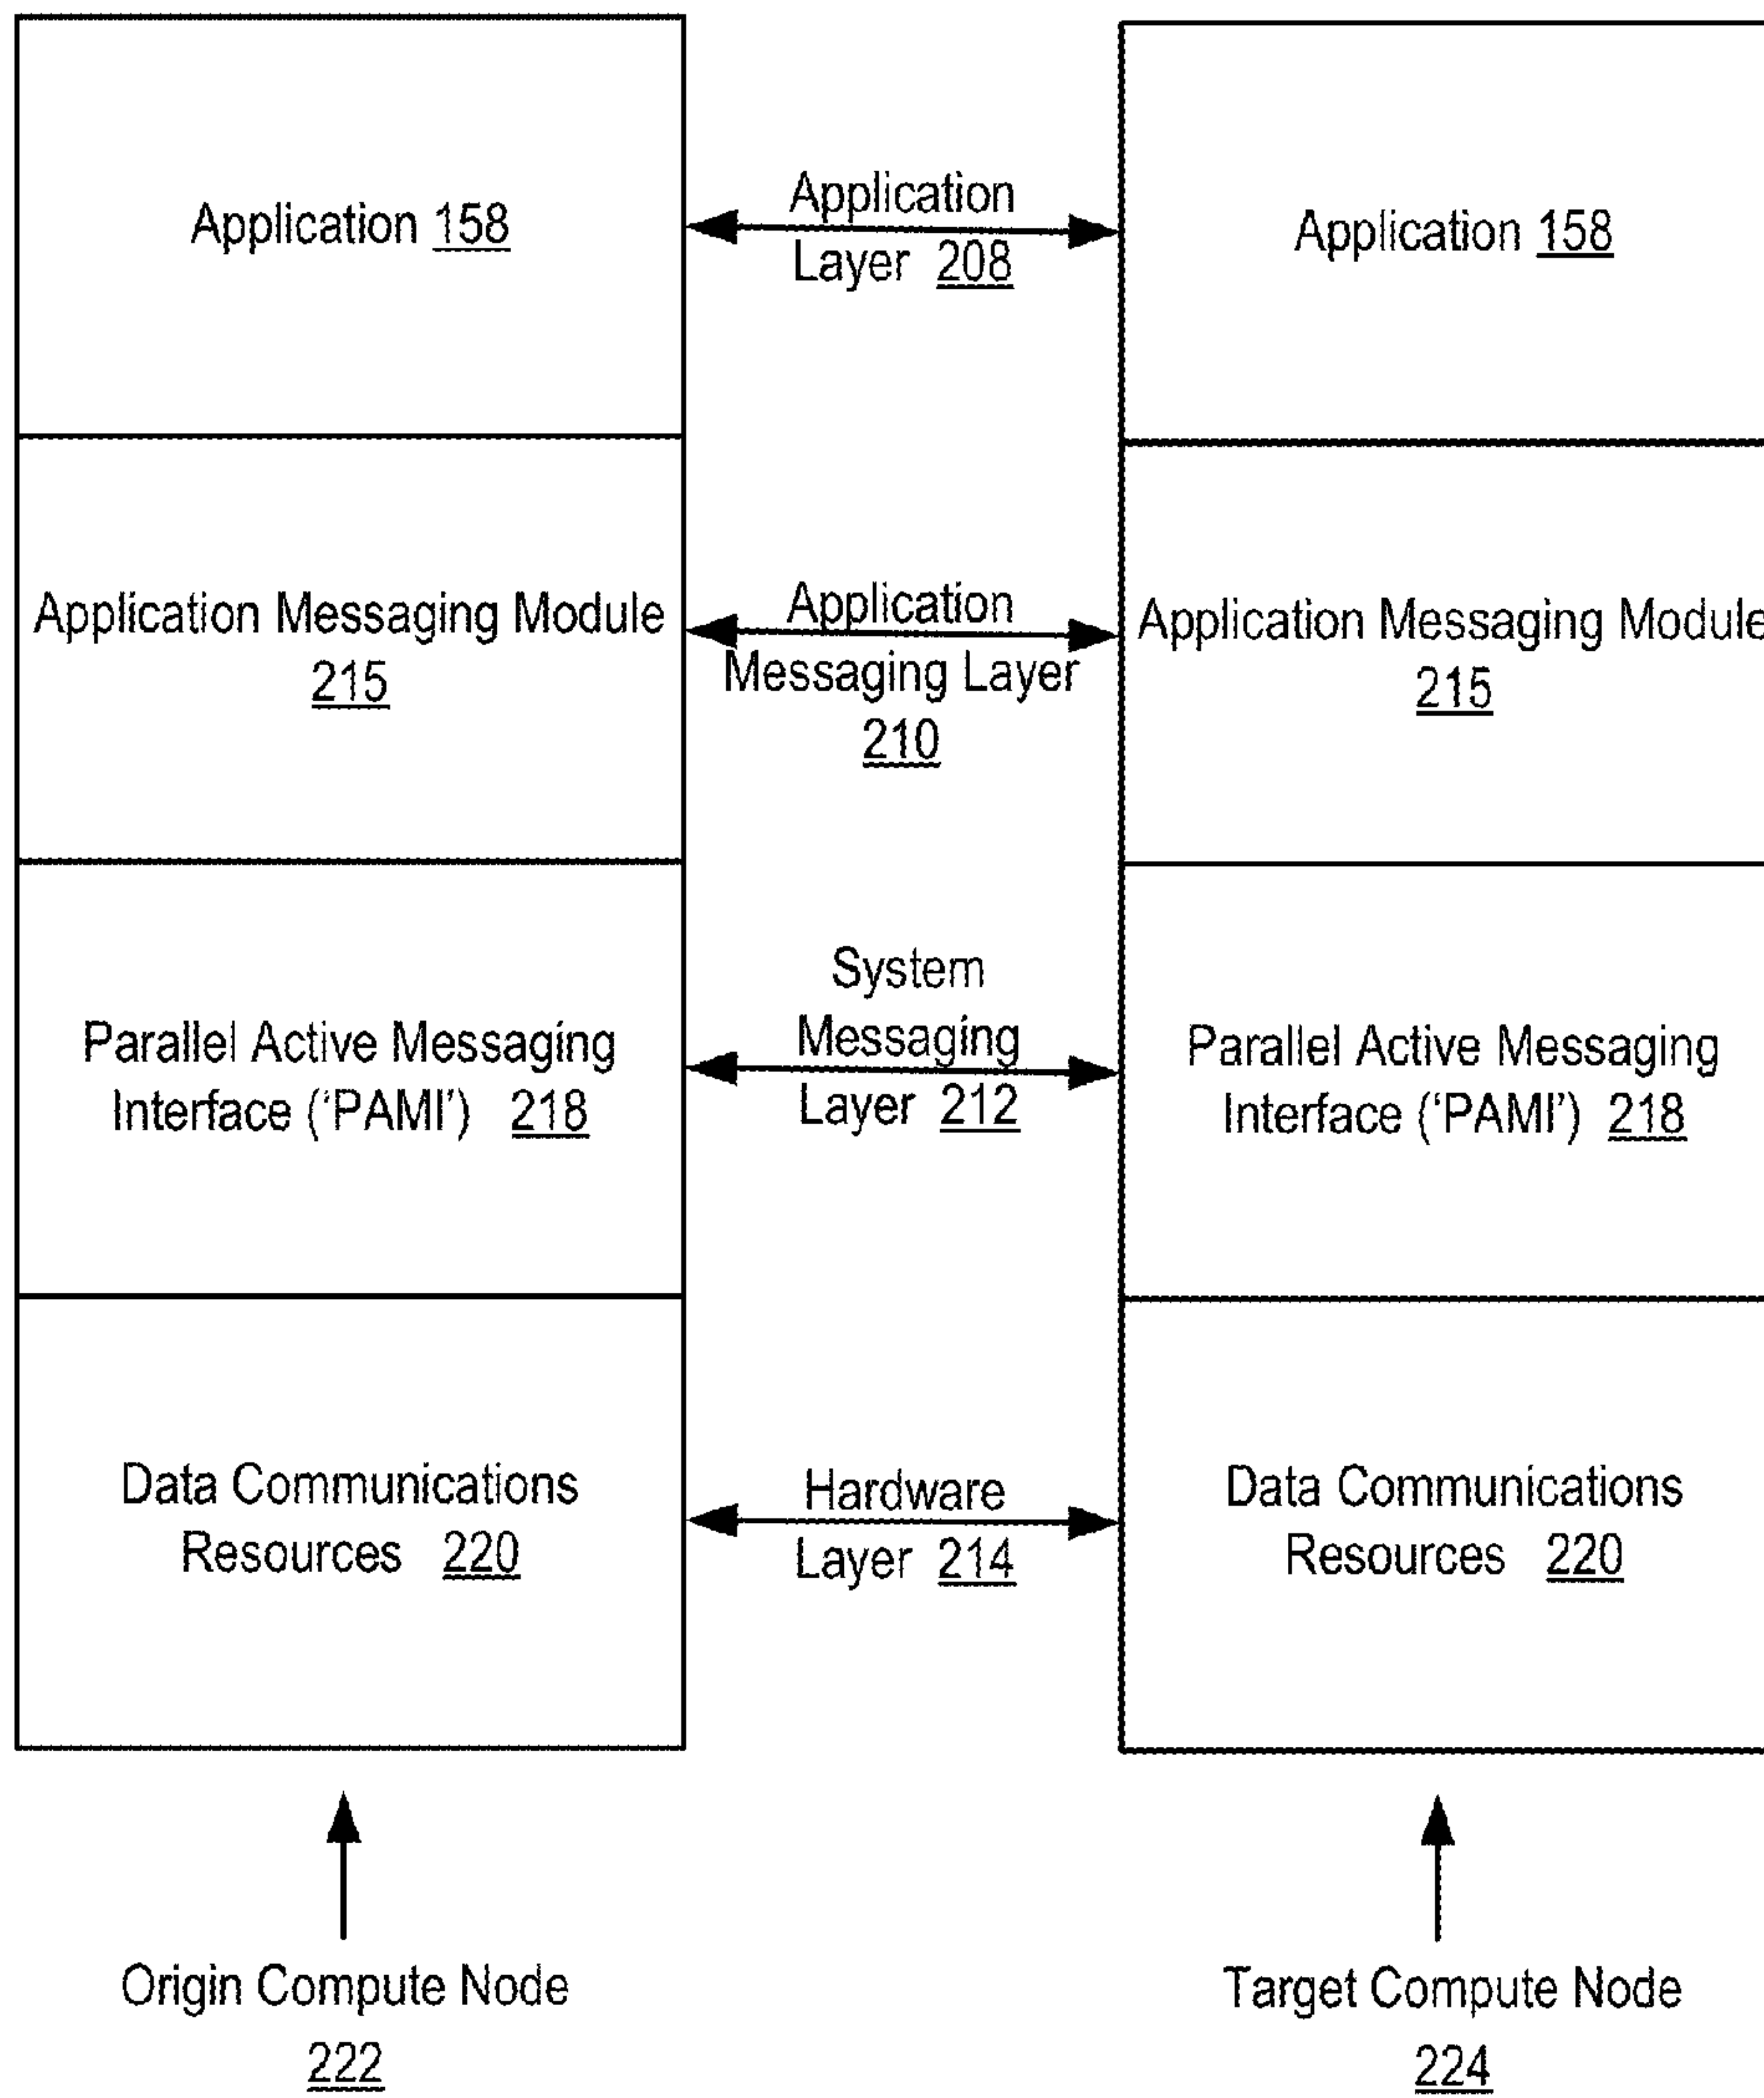 Application 158
Application
Layer 208
Application 158
Application Messaging Module
215
Application
Messaging Layer
210
Application Messaging Module
215
Parallel Active Messaging
Interface (‘PAMI’) 218
System
Messaging
Layer 212
Parallel Active Messaging
Interface (‘PAMI’) 218
Data Communications
Resources 220
Hardware
Layer 214
Data Communications
Resources 220
Origin Compute Node
222
Target Compute Node
224